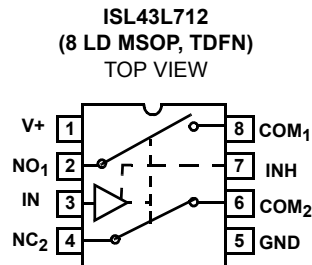 ISL43L712
(8 LD MSOP, TDFN)
TOP VIEW
V+ 1 8 COM1
NO1 2 7 INH
IN 3 6 COM2
NC2 4 5 GND